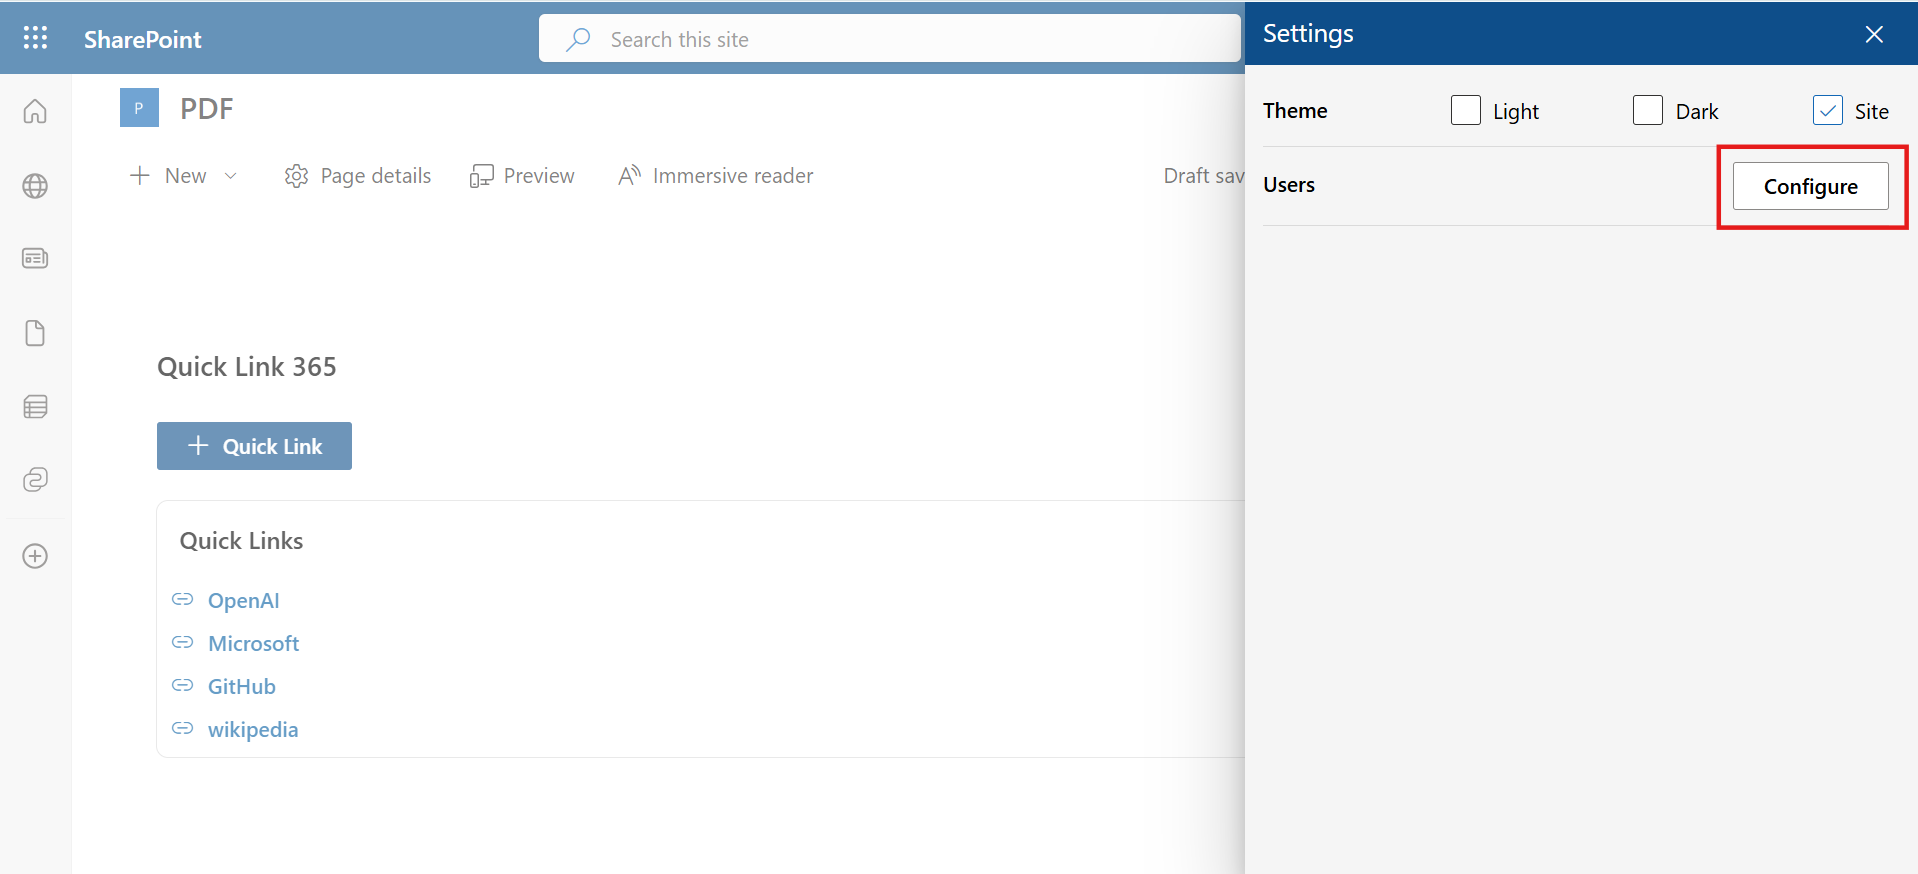 SharePoint
Search this site
Settings
P
PDF
Theme
Light
Dark
Site
New
Page details
Preview
Immersive reader
Draft sav
Users
Configure
Quick Link 365
Quick Link
Quick Links
OpenAI
Microsoft
GitHub
wikipedia